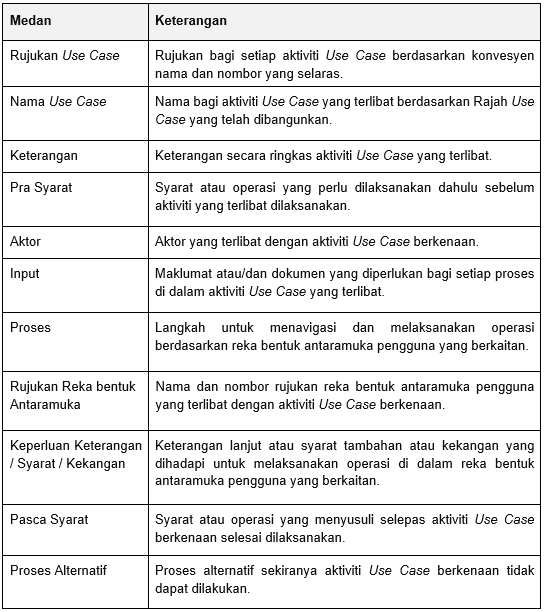 Medan
Keterangan
Rujukan Use Case
Rujukan bagi setiap aktiviti Use Case berdasarkan konvesyen
nama dan nombor yang selaras.
Nama Use Case
Nama bagi aktiviti Use Case yang terlibat berdasarkan Rajah Use
Case yang telah dibangunkan.
Keterangan
Keterangan secara ringkas aktiviti Use Case yang terlibat.
Pra Syarat
Syarat atau operasi yang perlu dilaksanakan dahulu sebelum
aktiviti yang terlibat dilaksanakan.
Aktor
Aktor yang terlibat dengan aktiviti Use Case berkenaan.
Input
Maklumat atau/dan dokumen yang diperlukan bagi setiap proses
di dalam aktiviti Use Case yang terlibat.
Proses
Langkah untuk menavigasi dan melaksanakan operasi
berdasarkan reka bentuk antaramuka pengguna yang berkaitan.
Rujukan Reka bentuk
Antaramuka
Nama dan nombor rujukan reka bentuk antaramuka pengguna
yang terlibat dengan aktiviti Use Case berkenaan.
Keperluan Keterangan
/ Syarat / Kekangan
Keterangan lanjut atau syarat tambahan atau kekangan yang
dihadapi untuk melaksanakan operasi di dalam reka bentuk
antaramuka pengguna yang berkaitan.
Pasca Syarat
Syarat atau operasi yang menyusuli selepas aktiviti Use Case
berkenaan selesai dilaksanakan.
Proses Alternatif
Proses alternatif sekiranya aktiviti Use Case berkenaan tidak
dapat dilakukan.